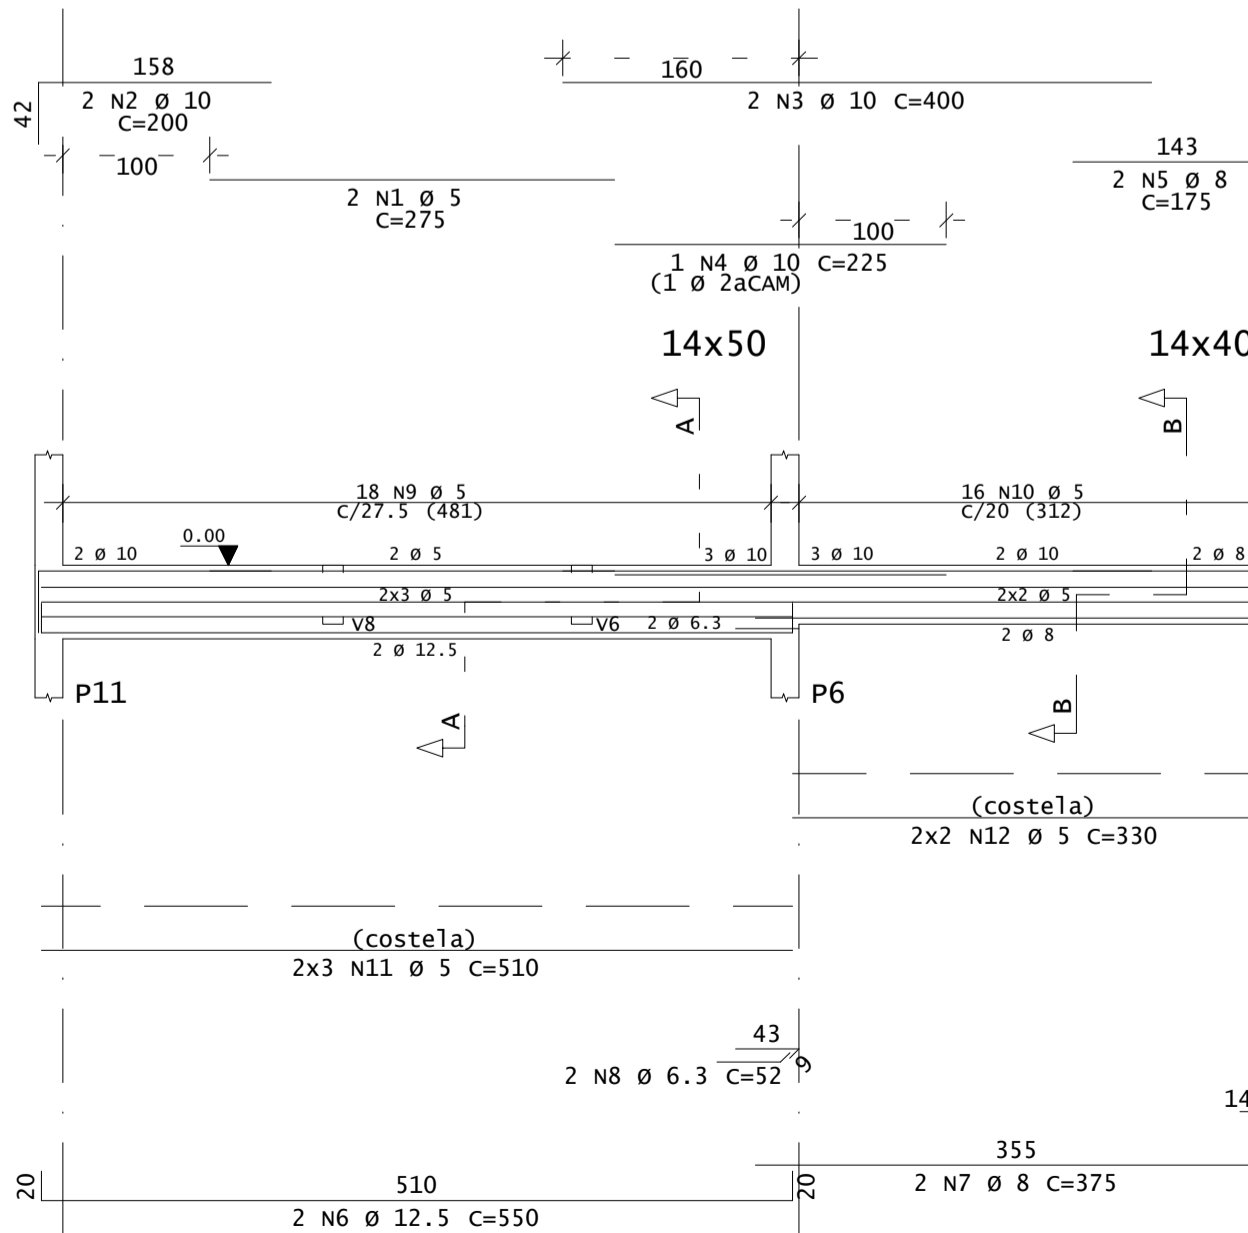 158
160
2 N2 Ø 10
C=200
42
2 N3 Ø 10 C=400
100
143
2 N1 Ø 5
C=275
2 N5 Ø 8
C=175
100
1 N4 Ø 10 C=225
(1 Ø 2aCAM)
14x50
14x40
A
B
18 N9 Ø 5
C/27.5 (481)
16 N10 Ø 5
C/20 (312)
0.00
2 Ø 10
2 Ø 5
3 Ø 10
3 Ø 10
2 Ø 10
2 Ø 8
2x3 Ø 5
2x2 Ø 5
V8
V6
2 Ø 6.3
2 Ø 12.5
2 Ø 8
P11
P6
A
B
(costela)
2x2 N12 Ø 5 C=330
(costela)
2x3 N11 Ø 5 C=510
43
9
2 N8 Ø 6.3 C=52
14
355
2 N7 Ø 8 C=375
20
510
20
2 N6 Ø 12.5 C=550